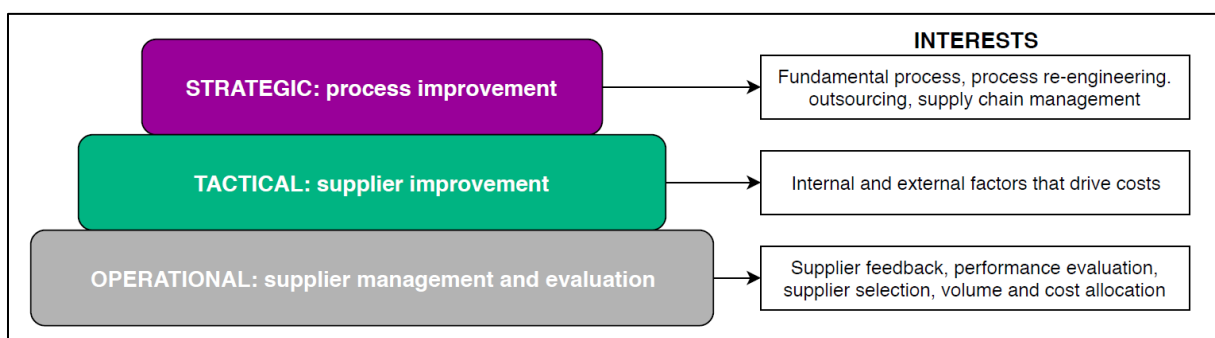 INTERESTS
STRATEGIC: process improvement
Fundamental process, process re-engineering.
outsourcing, supply chain management
TACTICAL: supplier improvement
Internal and external factors that drive costs
OPERATIONAL: supplier management and evaluation
Supplier feedback, performance evaluation,
supplier selection, volume and cost allocation